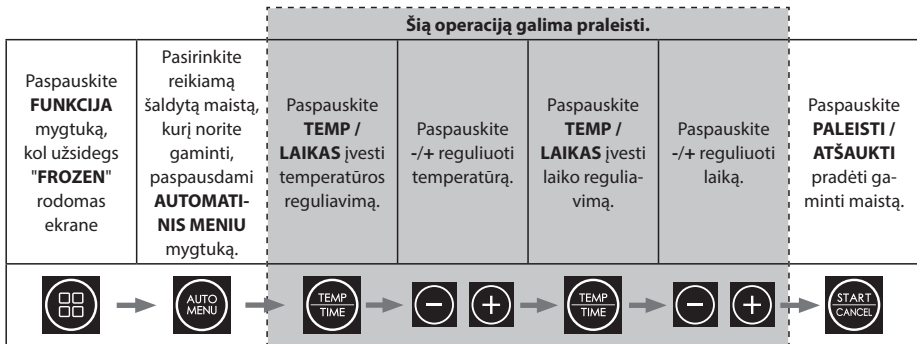 Šią operaciją galima praleisti.
Paspauskite
FUNKCIJA
mygtuką,
kol užsidegs
"FROZEN"
rodomas
ekrane
Pasirinkite
reikiamą
šaldytą maistą,
kurį norite
gaminti,
paspausdami
AUTOMATI-
NIS MENIU
mygtuką.
Paspauskite
TEMP /
LAIKAS įvesti
temperatūros
reguliavimą.
Paspauskite
-/+ reguliuoti
temperatūrą.
Paspauskite
TEMP /
LAIKAS įvesti
laiko regulia-
vimą.
Paspauskite
-/+ reguliuoti
laiką.
Paspauskite
PALEISTI /
ATŠAUKTI
pradėti ga-
minti maistą.
AUTO
MENU
TEMP
TIME
TEMP
TIME
START
CANCEL